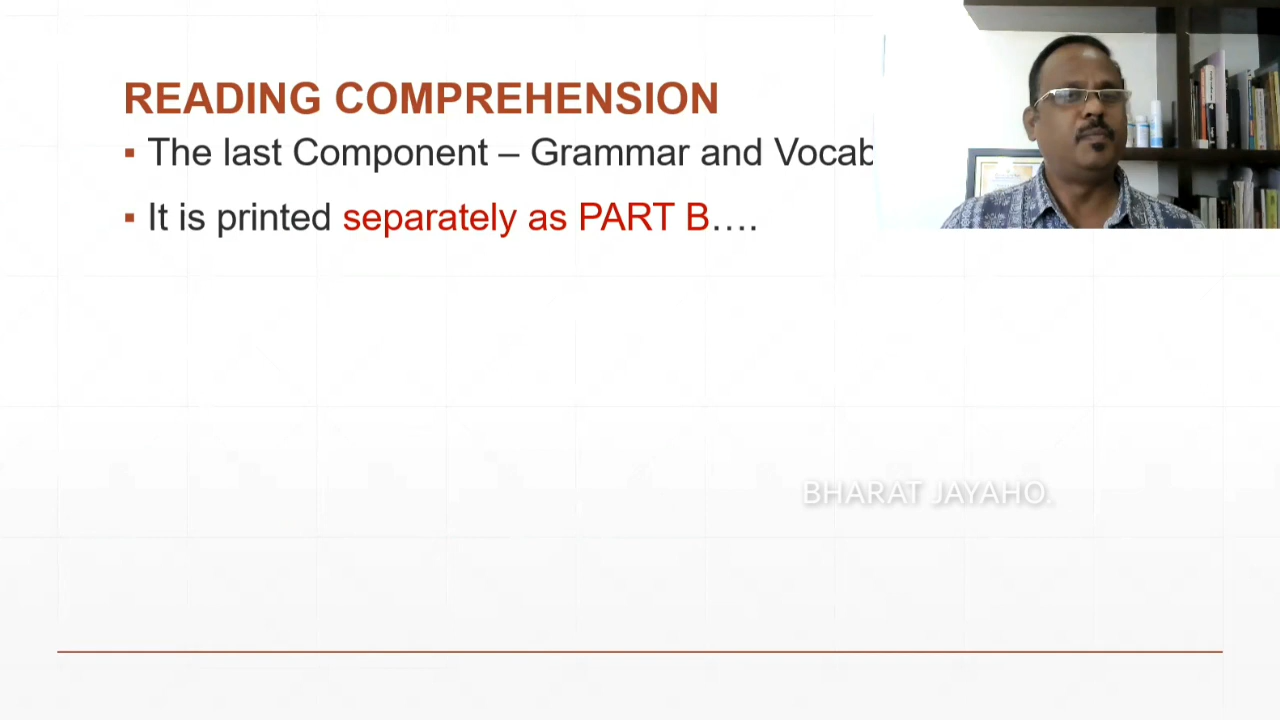 READING COMPREHENSION
▪ The last Component – Grammar and Vocab
▪ It is printed separately as PART B….
BHARAT JAYAHO.